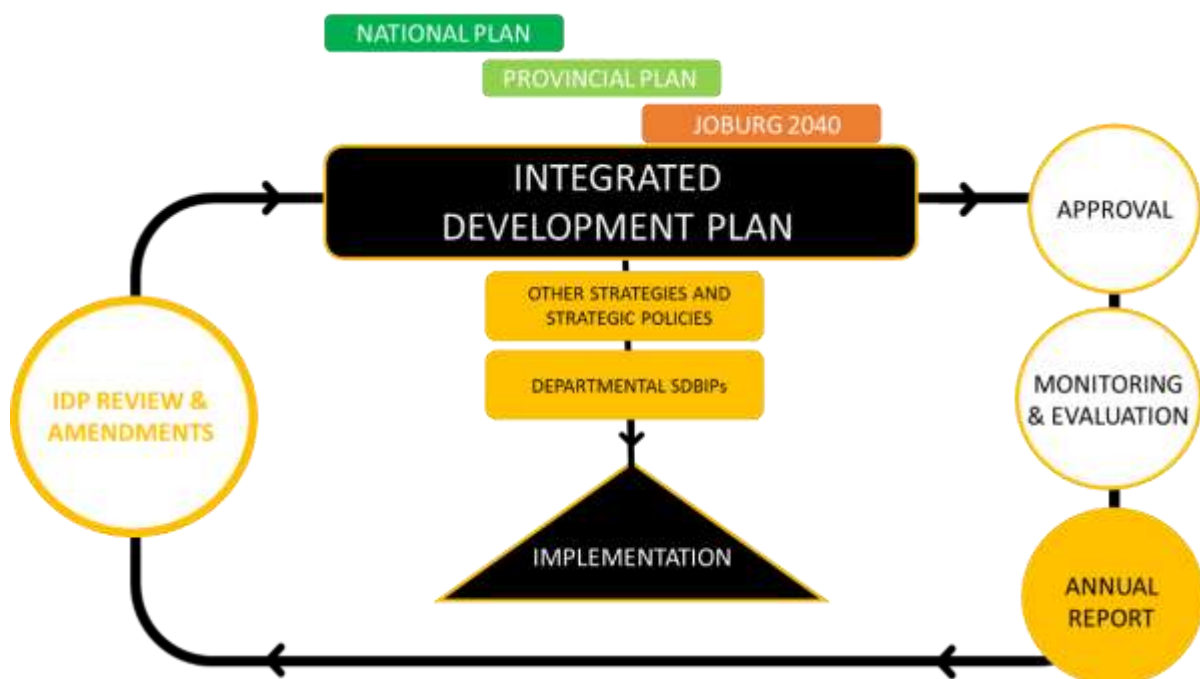 NATIONAL PLAN
PROVINCIAL PLAN
JOBURG 2040
INTEGRATED
DEVELOPMENT PLAN
APPROVAL
OTHER STRATEGIES AND
STRATEGIC POLICIES
DEPARTMENTAL SDBIPs
MONITORING
& EVALUATION
IDP REVIEW &
AMENDMENTS
IMPLEMENTATION
ANNUAL
REPORT